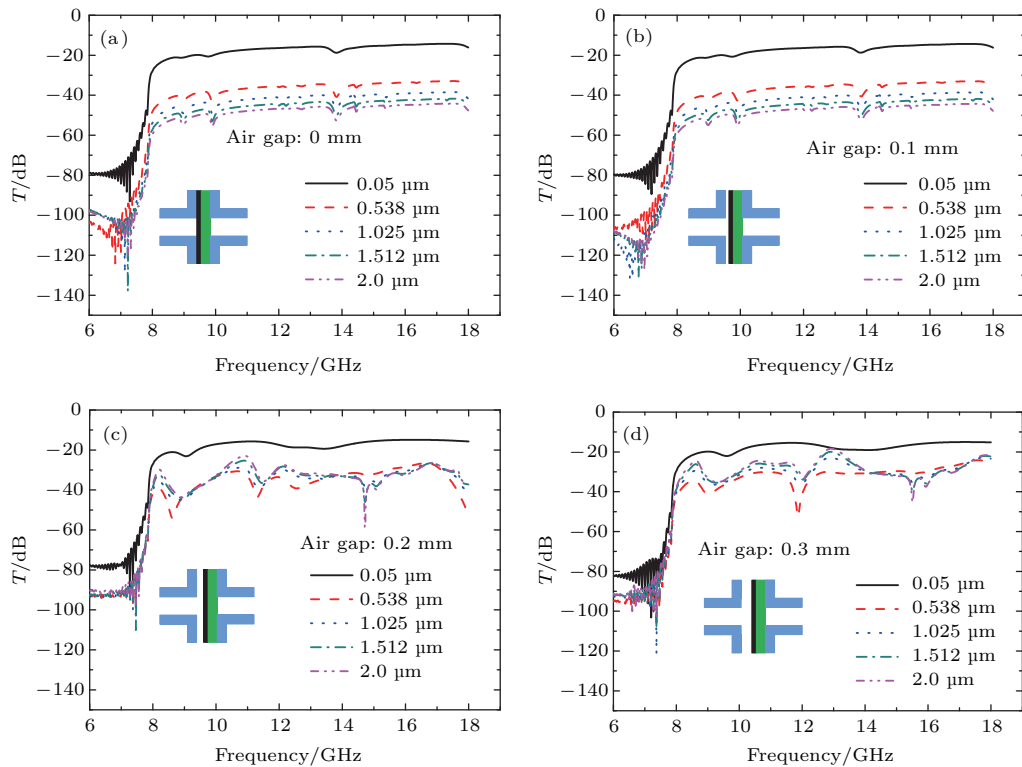 0
−20
−40
−60
−80
−100
−120
−140
T/dB
(a)
Air gap: 0 mm
0.05 µm
0.538 µm
1.025 µm
1.512 µm
2.0 µm
6 8 10 12 14 16 18
Frequency/GHz
0
−20
−40
−60
−80
−100
−120
−140
T/dB
(b)
Air gap: 0.1 mm
0.05 µm
0.538 µm
1.025 µm
1.512 µm
2.0 µm
6 8 10 12 14 16 18
Frequency/GHz
0
−20
−40
−60
−80
−100
−120
−140
T/dB
(c)
Air gap: 0.2 mm
0.05 µm
0.538 µm
1.025 µm
1.512 µm
2.0 µm
6 8 10 12 14 16 18
Frequency/GHz
0
−20
−40
−60
−80
−100
−120
−140
T/dB
(d)
Air gap: 0.3 mm
0.05 µm
0.538 µm
1.025 µm
1.512 µm
2.0 µm
6 8 10 12 14 16 18
Frequency/GHz